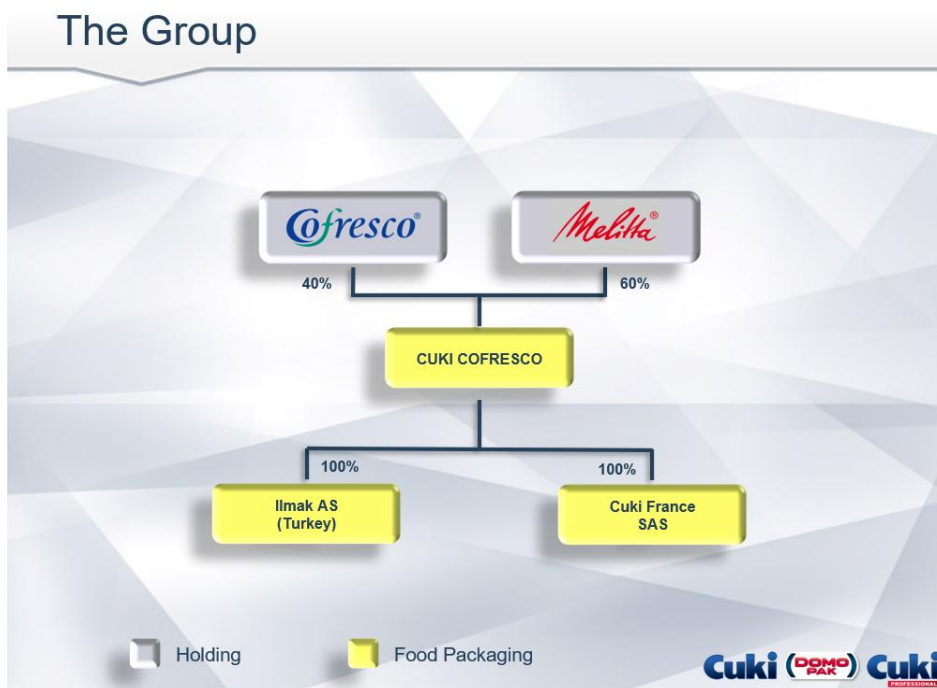 The Group
Cofresco®
Melitta®
40%
60%
CUKI COFRESCO
100%
100%
Ilmak AS
(Turkey)
Cuki France
SAS
Holding
Food Packaging
Cuki (DOMO PAK) Cuki
PROFESSIONAL